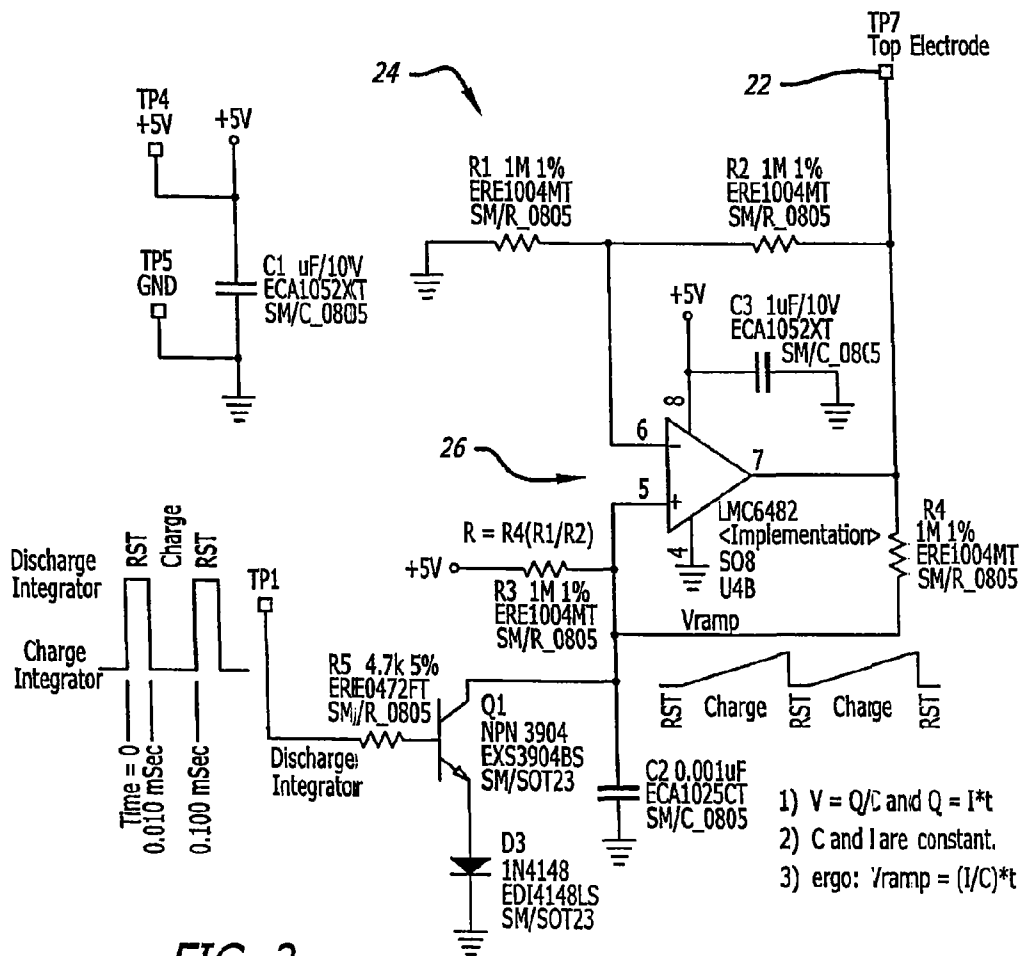 TP7
Top Electrode
24
22
TP4
+5V
+5V
R1 1M 1%
ERE1004MT
SM/R_0805
R2 1M 1%
ERE1004MT
SM/R_0805
TP5
GND
C1 uF/10V
ECA1052XT
SM/C_0805
+5V
C3 1uF/10V
ECA1052XT
SM/C_0805
8
6
−
7
26
5
+
4
LMC6482
<Implementation>
SO8
U4B
R4
1M 1%
ERE1004MT
SM/R_0805
R = R4(R1/R2)
+5V
R3 1M 1%
ERE1004MT
SM/R_0805
Vramp
Discharge
Integrator
RST
Charge
RST
TP1
Charge
Integrator
R5 4.7k 5%
ERE0472FT
SM/R_0805
Q1
NPN 3904
EXS3904BS
SM/SOT23
Discharge
Integrator
RST
Charge
RST
Charge
RST
Time = 0
0.010 mSec
0.100 mSec
C2 0.001uF
ECA1025CT
SM/C_0805
1) V = Q/C and Q = I*t
2) C and I are constant.
3) ergo: Vramp = (I/C)*t
D3
1N4148
EDI4148LS
SM/SOT23